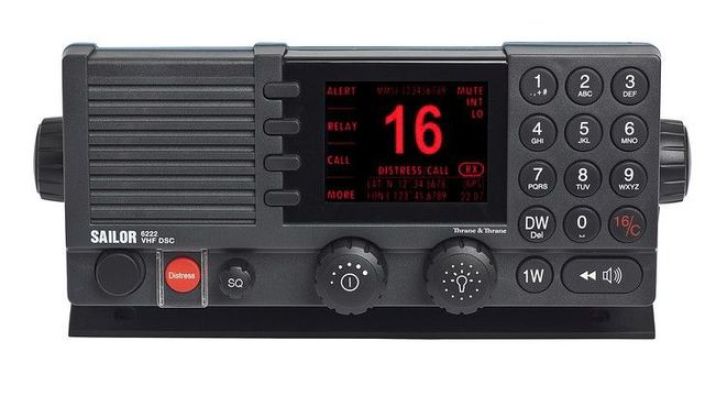 ALERT MMSI 123456789 MUTE
INT
LO
16
RELAY
CALL
DISTRESS CALL RX
MORE
SAILOR 6222
VHF DSC
Thrane & Thrane
Distress
SQ
1 .,+#
2 ABC
3 DEF
4 GHI
5 JKL
6 MNO
7 PQRS
8 TUV
9 WXYZ
DW Del
0
16/C
1W